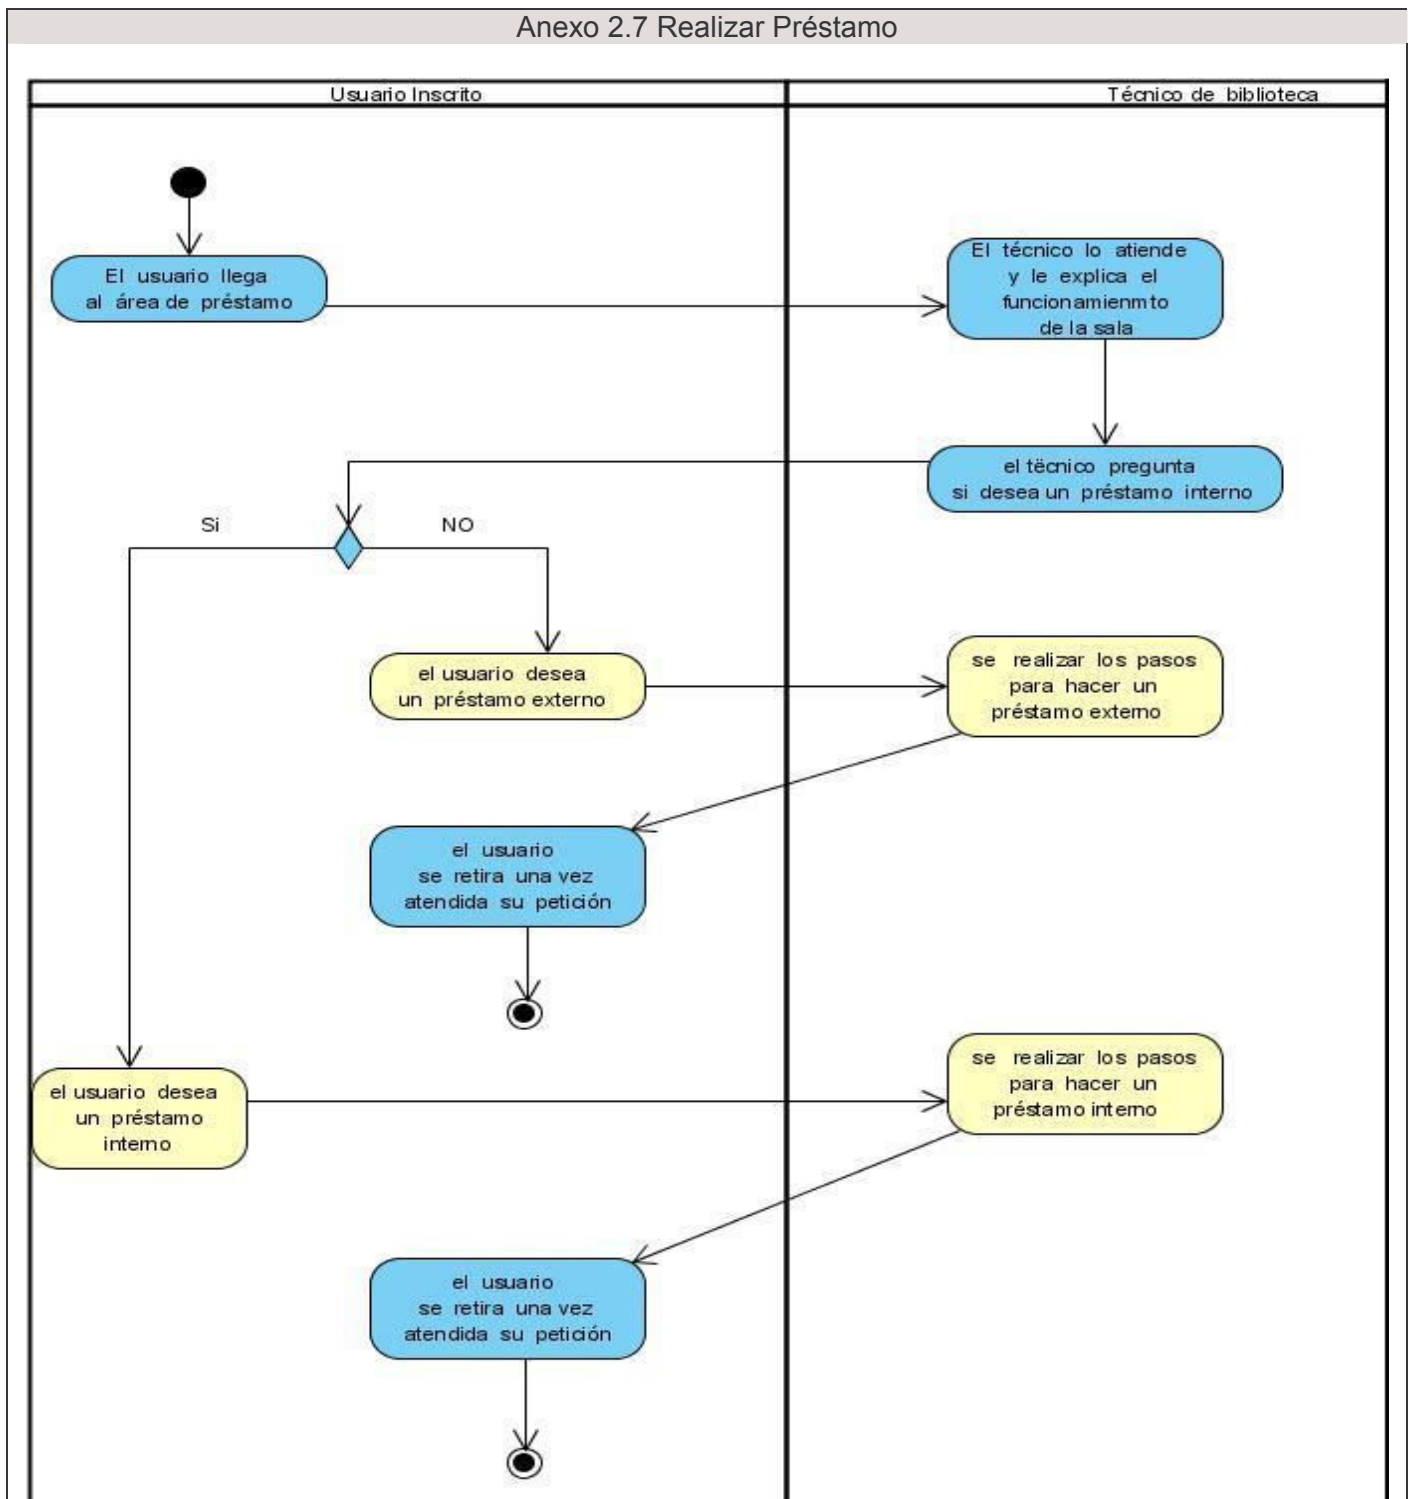 Anexo 2.7 Realizar Préstamo
Usuario Inscrito
Técnico de biblioteca
El usuario llega
al área de préstamo
El técnico lo atiende
y le explica el
funcionamienmto
de la sala
el tëcnico pregunta
si desea un préstamo interno
Si
NO
el usuario desea
un préstamo externo
se realizar los pasos
para hacer un
préstamo externo
el usuario
se retira una vez
atendida su petición
el usuario desea
un préstamo
interno
se realizar los pasos
para hacer un
préstamo interno
el usuario
se retira una vez
atendida su petición